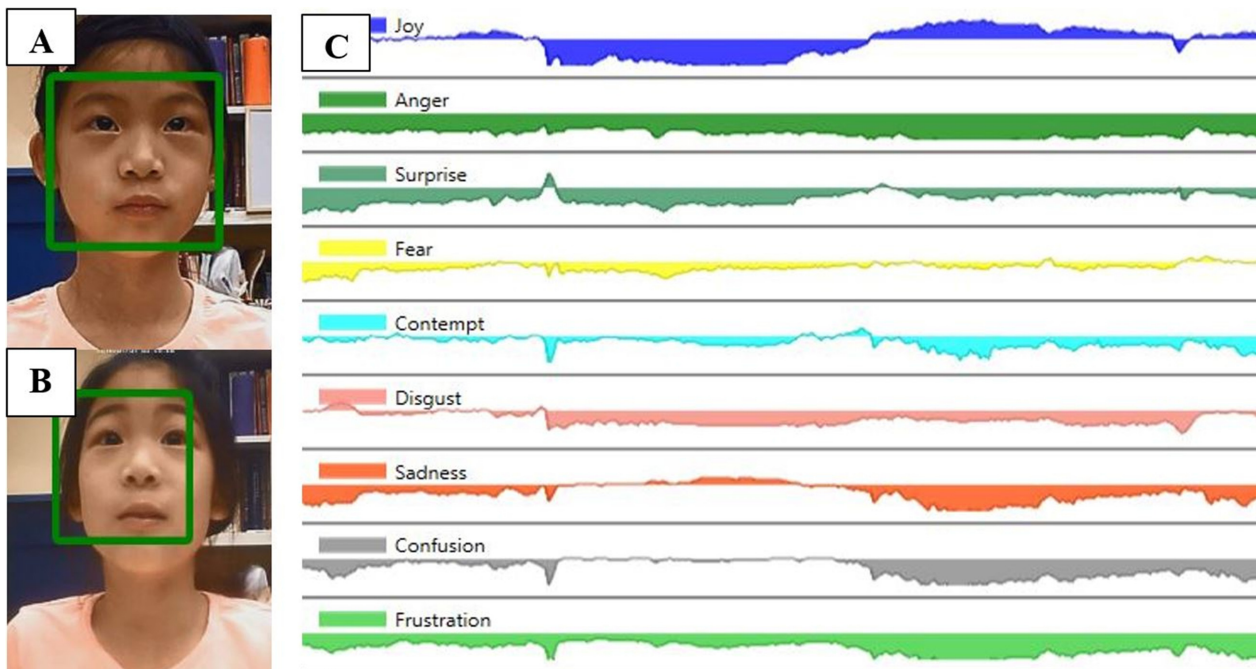 A
B
C
Joy
Anger
Surprise
Fear
Contempt
Disgust
Sadness
Confusion
Frustration